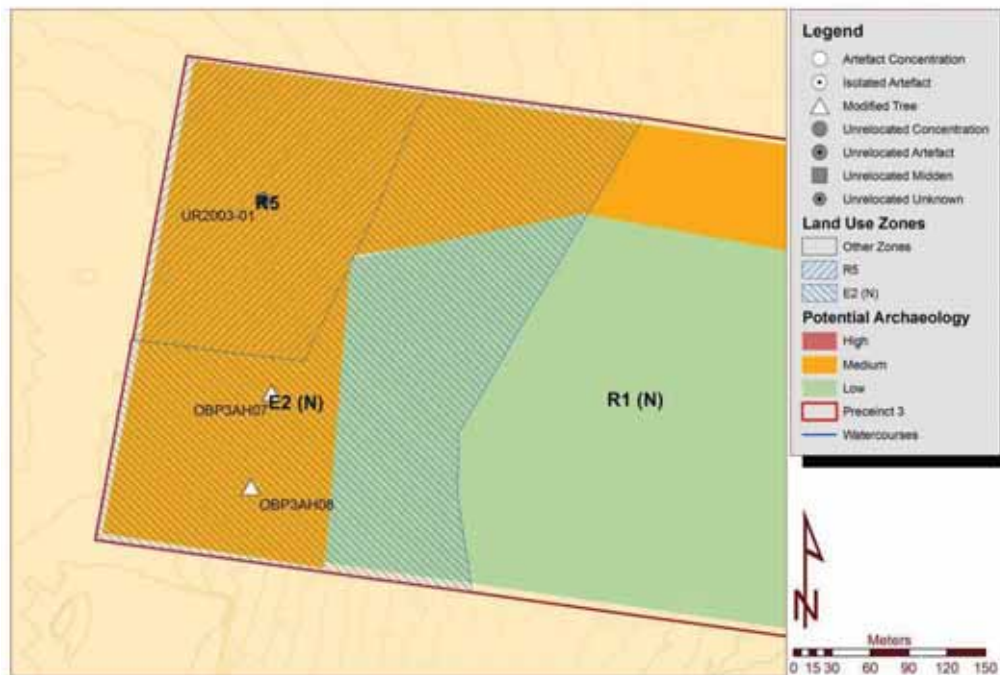 R5
UR2003-01
OBP3AH07
E2 (N)
OBP3AH08
R1 (N)
Legend
Artefact Concentration
Isolated Artefact
Modified Tree
Unrelocated Concentration
Unrelocated Artefact
Unrelocated Midden
Unrelocated Unknown
Land Use Zones
Other Zones
R5
E2 (N)
Potential Archaeology
High
Medium
Low
Preceinct 3
Watercourses
N
Meters
0 15 30 60 90 120 150